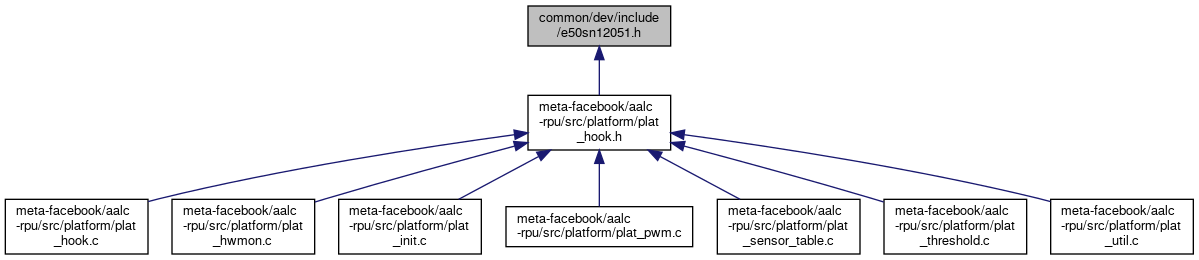 common/dev/include
/e50sn12051.h
meta-facebook/aalc
-rpu/src/platform/plat
_hook.h
meta-facebook/aalc
-rpu/src/platform/plat
_hook.c
meta-facebook/aalc
-rpu/src/platform/plat
_hwmon.c
meta-facebook/aalc
-rpu/src/platform/plat
_init.c
meta-facebook/aalc
-rpu/src/platform/plat_pwm.c
meta-facebook/aalc
-rpu/src/platform/plat
_sensor_table.c
meta-facebook/aalc
-rpu/src/platform/plat
_threshold.c
meta-facebook/aalc
-rpu/src/platform/plat
_util.c